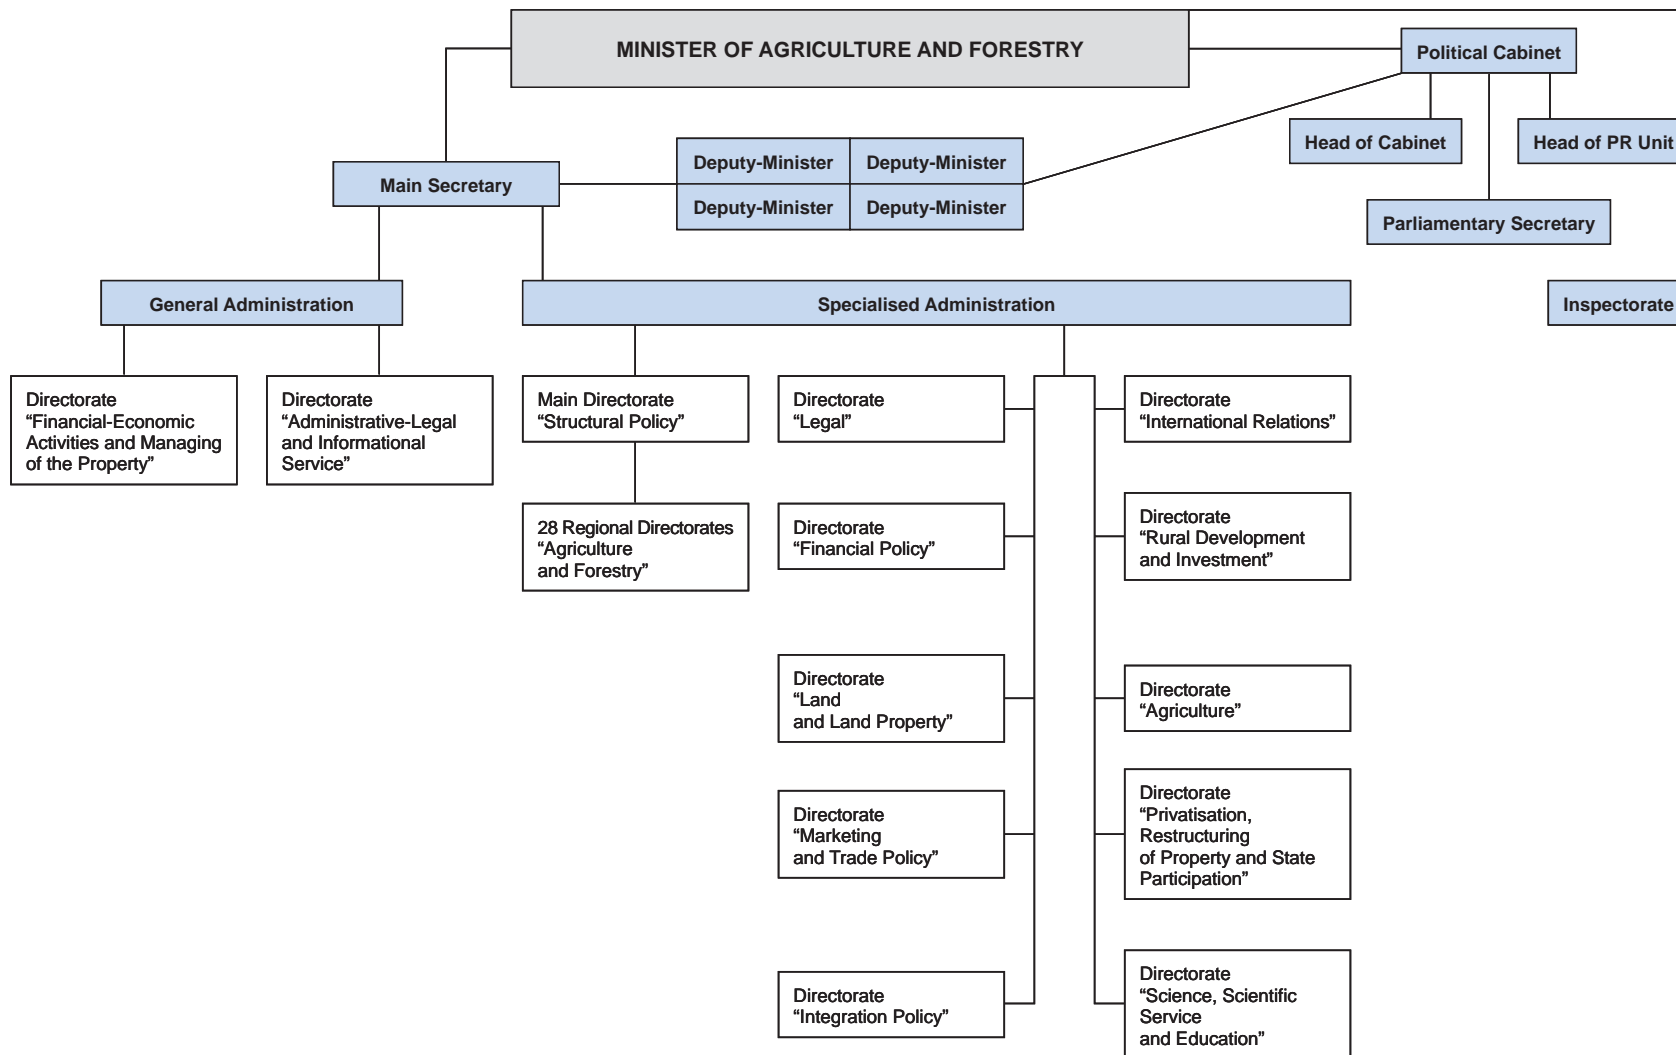 MINISTER OF AGRICULTURE AND FORESTRY
Political Cabinet
Head of Cabinet
Head of PR Unit
Parliamentary Secretary
Main Secretary
Deputy-Minister
Deputy-Minister
Deputy-Minister
Deputy-Minister
General Administration
Specialised Administration
Inspectorate
Directorate
“Financial-Economic
Activities and Managing
of the Property”
Directorate
“Administrative-Legal
and Informational
Service”
Main Directorate
“Structural Policy”
28 Regional Directorates
“Agriculture
and Forestry”
Directorate
“Legal”
Directorate
“Financial Policy”
Directorate
“Land
and Land Property”
Directorate
“Marketing
and Trade Policy”
Directorate
“Integration Policy”
Directorate
“International Relations”
Directorate
“Rural Development
and Investment”
Directorate
“Agriculture”
Directorate
“Privatisation,
Restructuring
of Property and State
Participation”
Directorate
“Science, Scientific
Service
and Education”